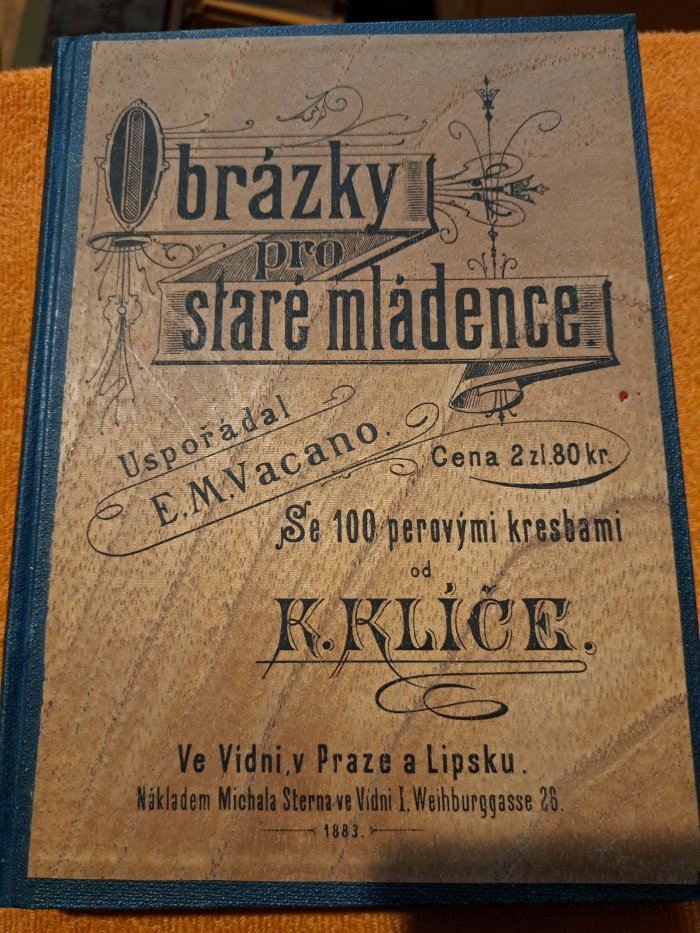 Obrázky
pro
staré mládence.
Uspořádal
E.M.Vacano.
Cena 2 zl. 80 kr.
Se 100 perovými kresbami
od
K. KLÍČE.
Ve Vídni, v Praze a Lipsku.
Nákladem Michala Sterna ve Vídni I. Weihburggasse 26.
1883.